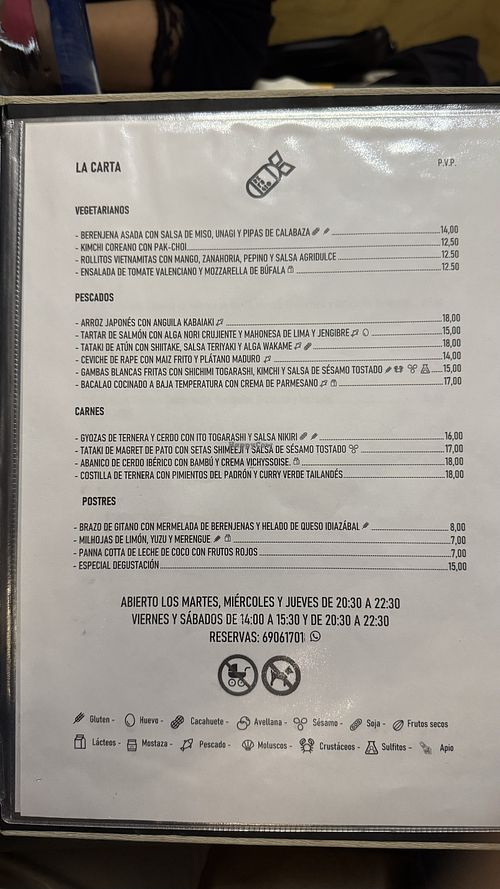 LA CARTA
P.V.P.
VEGETARIANOS
- BERENJENA ASADA CON SALSA DE MISO, UNAGI Y PIPAS DE CALABAZA 14,00
- KIMCHI COREANO CON PAK-CHOI 12,50
- ROLLITOS VIETNAMITAS CON MANGO, ZANAHORIA, PEPINO Y SALSA AGRIDULCE 12.50
- ENSALADA DE TOMATE VALENCIANO Y MOZZARELLA DE BÚFALA 12.50
PESCADOS
- ARROZ JAPONÉS CON ANGUILA KABAIAKI 18,00
- TARTAR DE SALMÓN CON ALGA NORI CRUJIENTE Y MAHONESA DE LIMA Y JENGIBRE 15,00
- TATAKI DE ATÚN CON SHIITAKE, SALSA TERIYAKI Y ALGA WAKAME 18,00
- CEVICHE DE RAPE CON MAIZ FRITO Y PLÁTANO MADURO 14,00
- GAMBAS BLANCAS FRITAS CON SHICHIMI TOGARASHI, KIMCHI Y SALSA DE SÉSAMO TOSTADO 15,00
- BACALAO COCINADO A BAJA TEMPERATURA CON CREMA DE PARMESANO 17,00
CARNES
- GYOZAS DE TERNERA Y CERDO CON ITO TOGARASHI Y SALSA NIKIRI 16,00
- TATAKI DE MAGRET DE PATO CON SETAS SHIMEEJI Y SALSA DE SÉSAMO TOSTADO 17,00
- ABANICO DE CERDO IBÉRICO CON BAMBÚ Y CREMA VICHYSSOISE. 18,00
- COSTILLA DE TERNERA CON PIMIENTOS DEL PADRÓN Y CURRY VERDE TAILANDÉS 18,00
POSTRES
- BRAZO DE GITANO CON MERMELADA DE BERENJENAS Y HELADO DE QUESO IDIAZÁBAL 8,00
- MILHOJAS DE LIMÓN, YUZU Y MERENGUE 7,00
- PANNA COTTA DE LECHE DE COCO CON FRUTOS ROJOS 7,00
- ESPECIAL DEGUSTACIÓN 15,00
ABIERTO LOS MARTES, MIÉRCOLES Y JUEVES DE 20:30 A 22:30
VIERNES Y SÁBADOS DE 14:00 A 15:30 Y DE 20:30 A 22:30
RESERVAS: 69061701
Gluten - Huevo - Cacahuete - Avellana - Sésamo - Soja - Frutos secos
Lácteos - Mostaza - Pescado - Moluscos - Crustáceos - Sulfitos - Apio